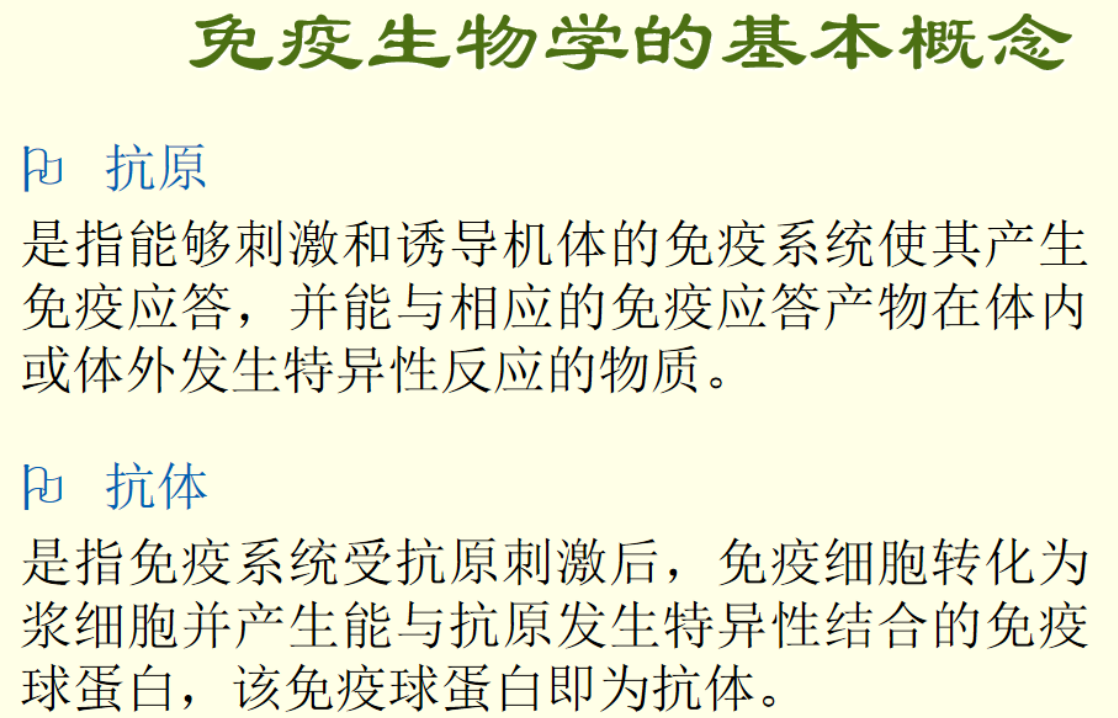 免疫生物学的基本概念
抗原
是指能够刺激和诱导机体的免疫系统使其产生
免疫应答，并能与相应的免疫应答产物在体内
或体外发生特异性反应的物质。
抗体
是指免疫系统受抗原刺激后，免疫细胞转化为
浆细胞并产生能与抗原发生特异性结合的免疫
球蛋白，该免疫球蛋白即为抗体。